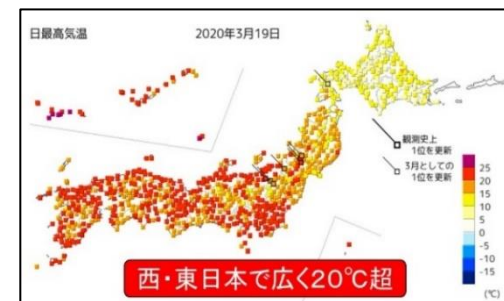 日最高気温
2020年3月19日
観測史上
1位を更新
3月としての
1位を更新
25
20
15
10
5
0
-5
-10
-15
(℃)
西・東日本で広く20℃超